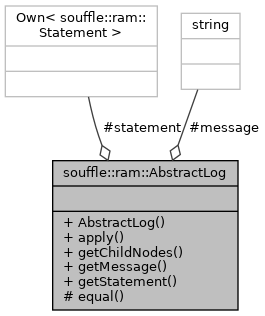 Own< souffle::ram::
Statement >
string
#statement
#message
souffle::ram::AbstractLog
+ AbstractLog()
+ apply()
+ getChildNodes()
+ getMessage()
+ getStatement()
# equal()